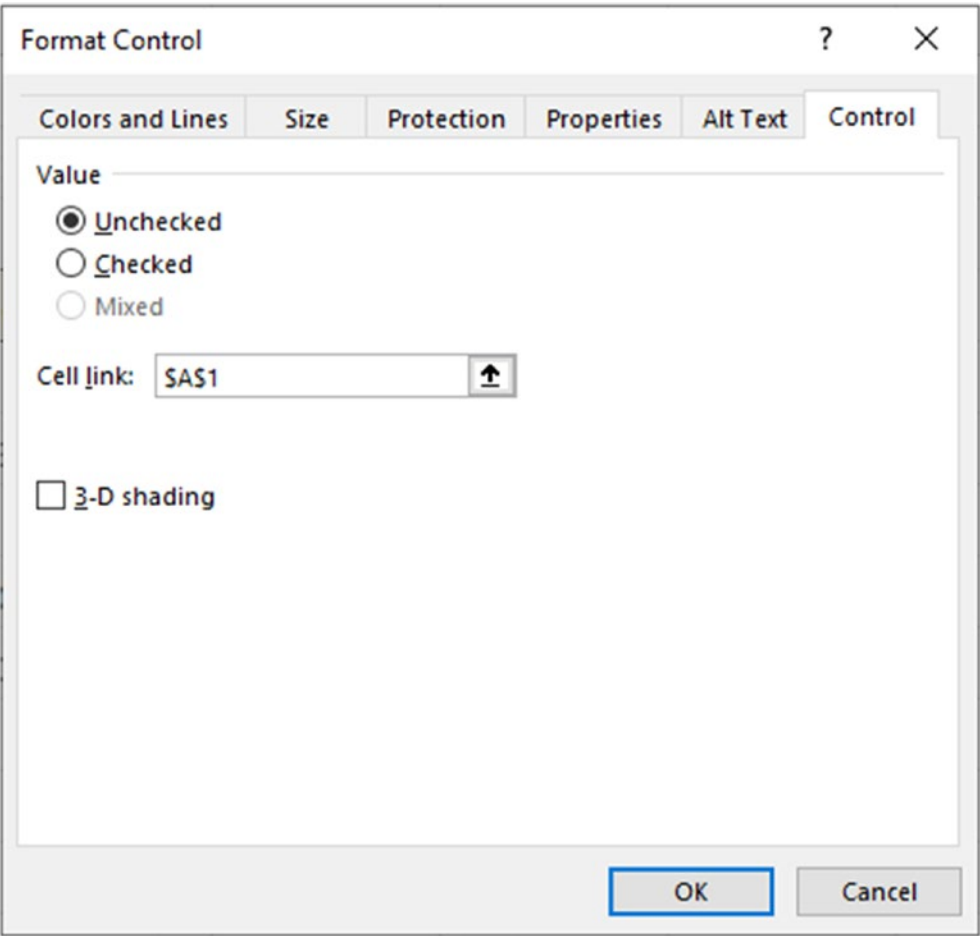 Format Control ?
Colors and Lines Size Protection Properties Alt Text Control
Value
Unchecked
Checked
Mixed
Cell link: $A$1
3-D shading
OK Cancel